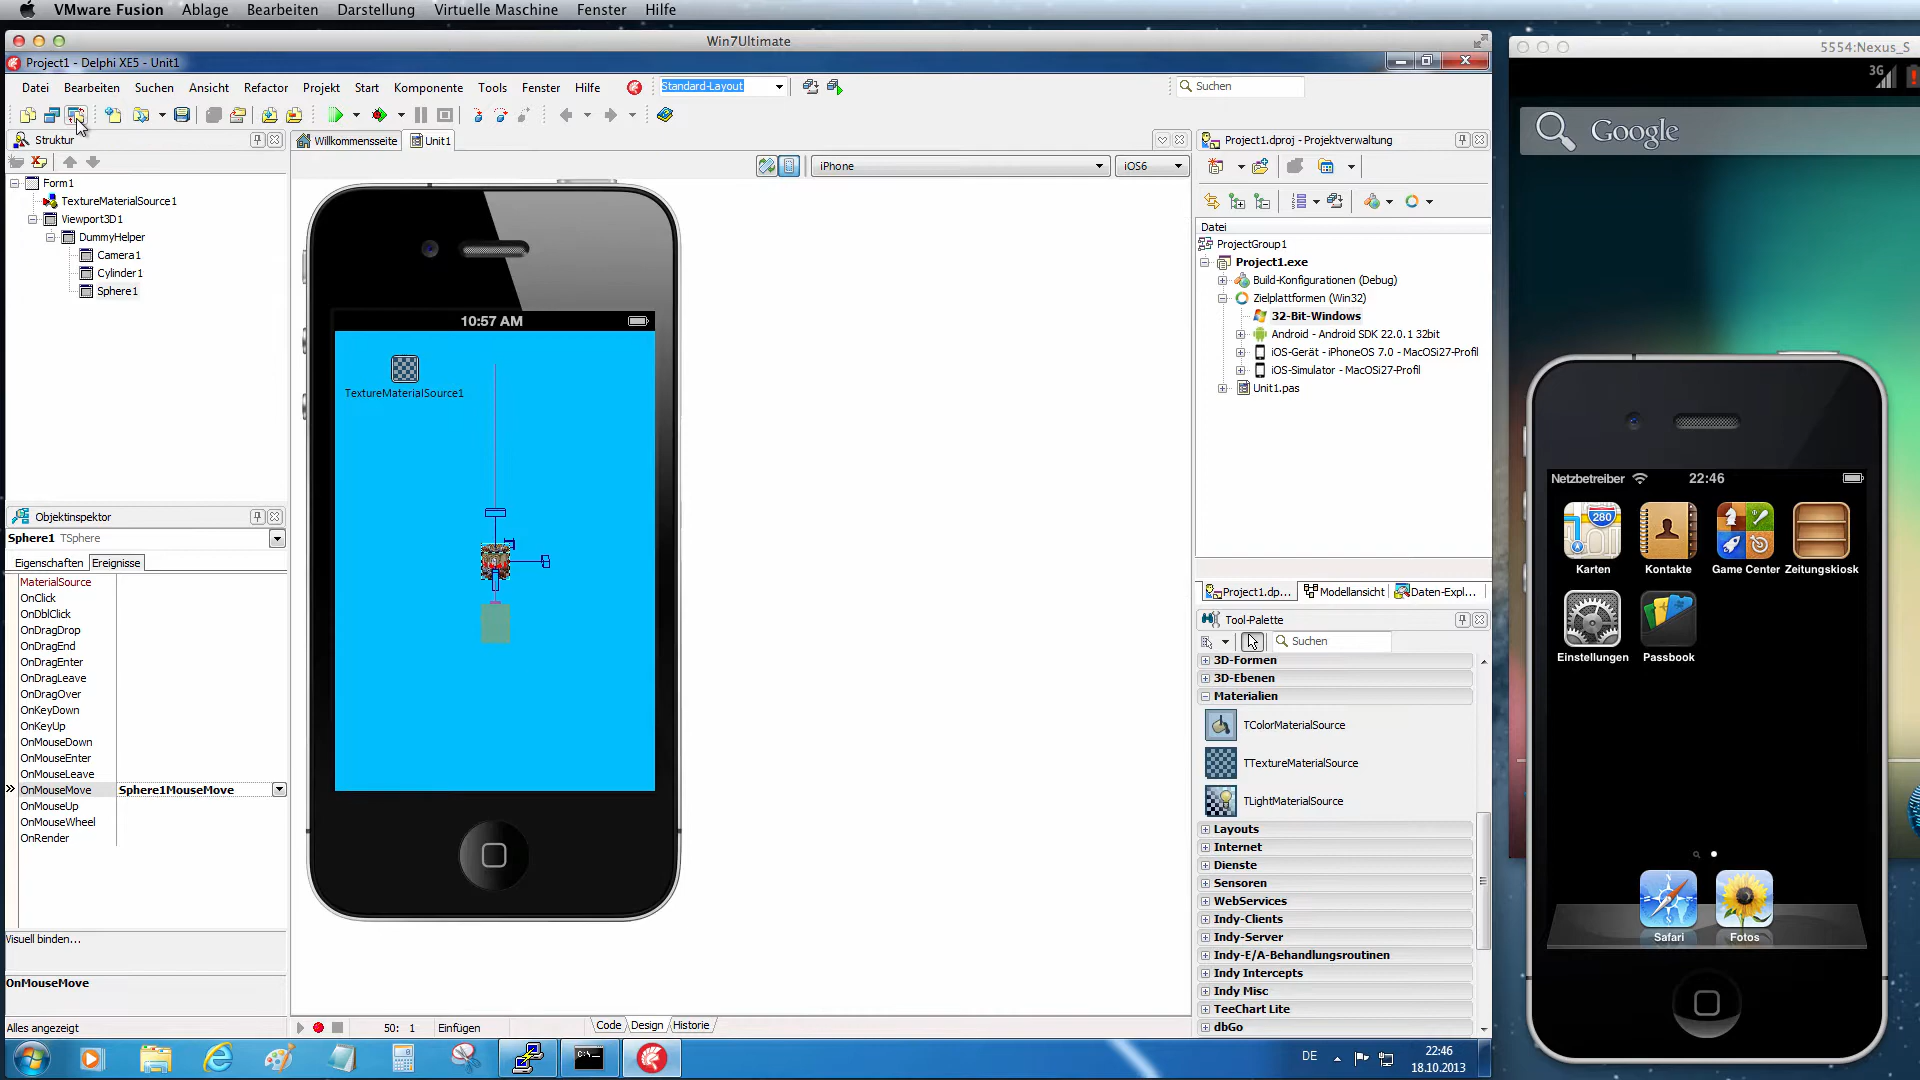 VMware Fusion Ablage Bearbeiten Darstellung Virtuelle Maschine Fenster Hilfe
Win7Ultimate
5554:Nexus_S
Project1 - Delphi XE5 - Unit1
3G
Datei Bearbeiten Suchen Ansicht Refactor Projekt Start Komponente Tools Fenster Hilfe
Standard-Layout
Suchen
Google
Struktur
Willkommensseite
Unit1
Project1.dproj - Projektverwaltung
iPhone
iOS6
Form1
TextureMaterialSource1
Viewport3D1
DummyHelper
Camera1
Cylinder1
Sphere1
Datei
ProjectGroup1
Project1.exe
Build-Konfigurationen (Debug)
Zielplattformen (Win32)
32-Bit-Windows
Android - Android SDK 22.0.1 32bit
iOS-Gerät - iPhoneOS 7.0 - MacOSi27-Profil
iOS-Simulator - MacOSi27-Profil
Unit1.pas
10:57 AM
TextureMaterialSource1
Netzbetreiber
22:46
280
Karten
Kontakte
Game Center
Zeitungskiosk
Einstellungen
Passbook
Safari
Fotos
Objektinspektor
Sphere1 TSphere
Eigenschaften
Ereignisse
MaterialSource
OnClick
OnDblClick
OnDragDrop
OnDragEnd
OnDragEnter
OnDragLeave
OnDragOver
OnKeyDown
OnKeyUp
OnMouseDown
OnMouseEnter
OnMouseLeave
OnMouseMove Sphere1MouseMove
OnMouseUp
OnMouseWheel
OnRender
Visuell binden...
OnMouseMove
Alles angezeigt
Project1.dp...
Modellansicht
Daten-Expl...
Tool-Palette
Suchen
3D-Formen
3D-Ebenen
Materialien
TColorMaterialSource
TTextureMaterialSource
TLightMaterialSource
Layouts
Internet
Dienste
Sensoren
WebServices
Indy-Clients
Indy-Server
Indy-E/A-Behandlungsroutinen
Indy Intercepts
Indy Misc
TeeChart Lite
dbGo
50: 1
Einfügen
Code
Design
Historie
DE
22:46
18.10.2013